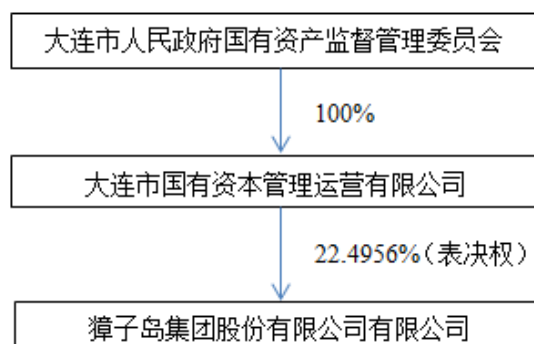 大连市人民政府国有资产监督管理委员会
100%
大连市国有资本管理运营有限公司
22.4956%（表决权）
獐子岛集团股份有限公司有限公司